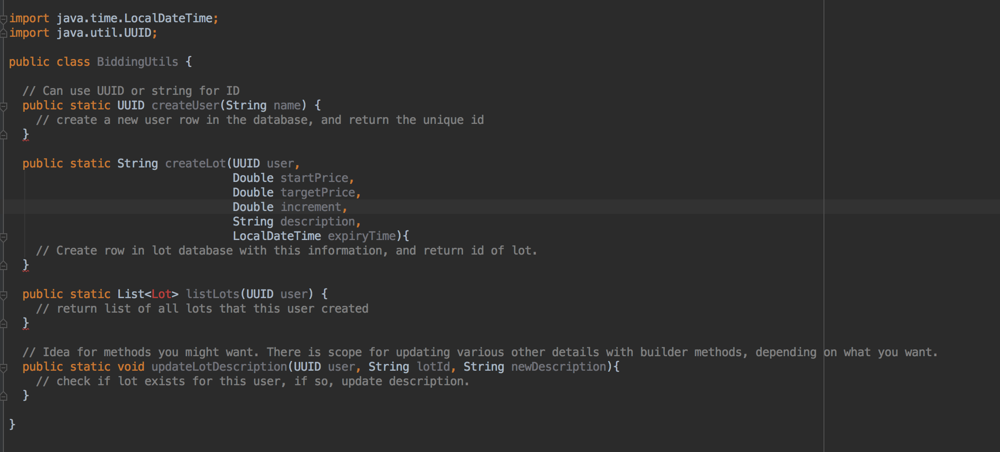 import java.time.LocalDateTime;
import java.util.UUID;
public class BiddingUtils {
// Can use UUID or string for ID
public static UUID createUser(String name) {
// create a new user row in the database, and return the unique id
}
public static String createLot(UUID user,
Double startPrice,
Double targetPrice,
Double increment,
String description,
LocalDateTime expiryTime){
// Create row in lot database with this information, and return id of lot.
}
public static List<Lot> listLots(UUID user) {
// return list of all lots that this user created
}
// Idea for methods you might want. There is scope for updating various other details with builder methods, depending on what you want.
public static void updateLotDescription(UUID user, String lotId, String newDescription){
// check if lot exists for this user, if so, update description.
}
}